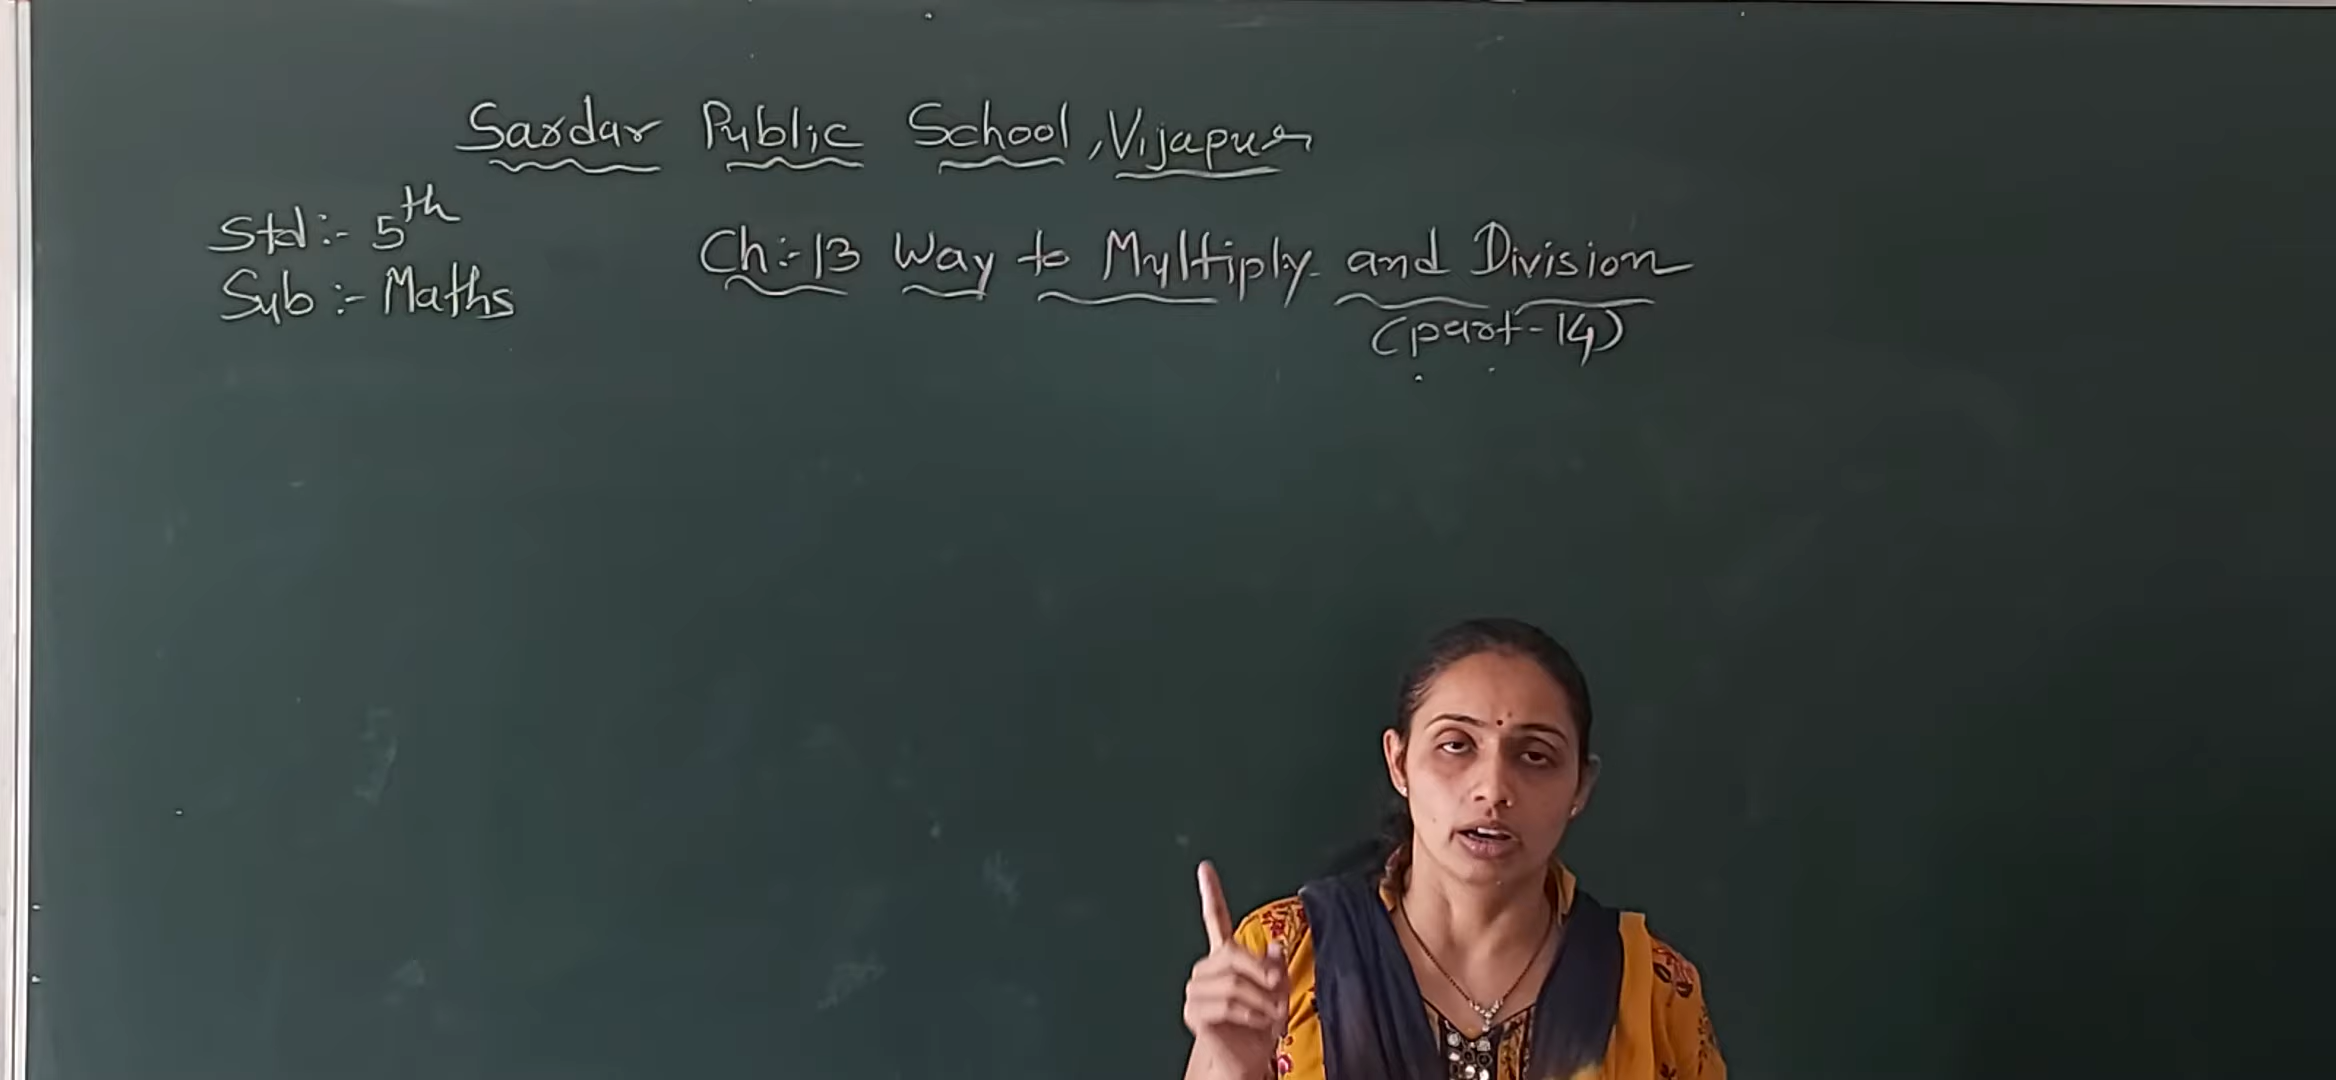 Sardar Public School, Vijapur
Std :- 5th
Sub :- Maths
Ch :- 13 Way to Multiply and Division
(part - 14)